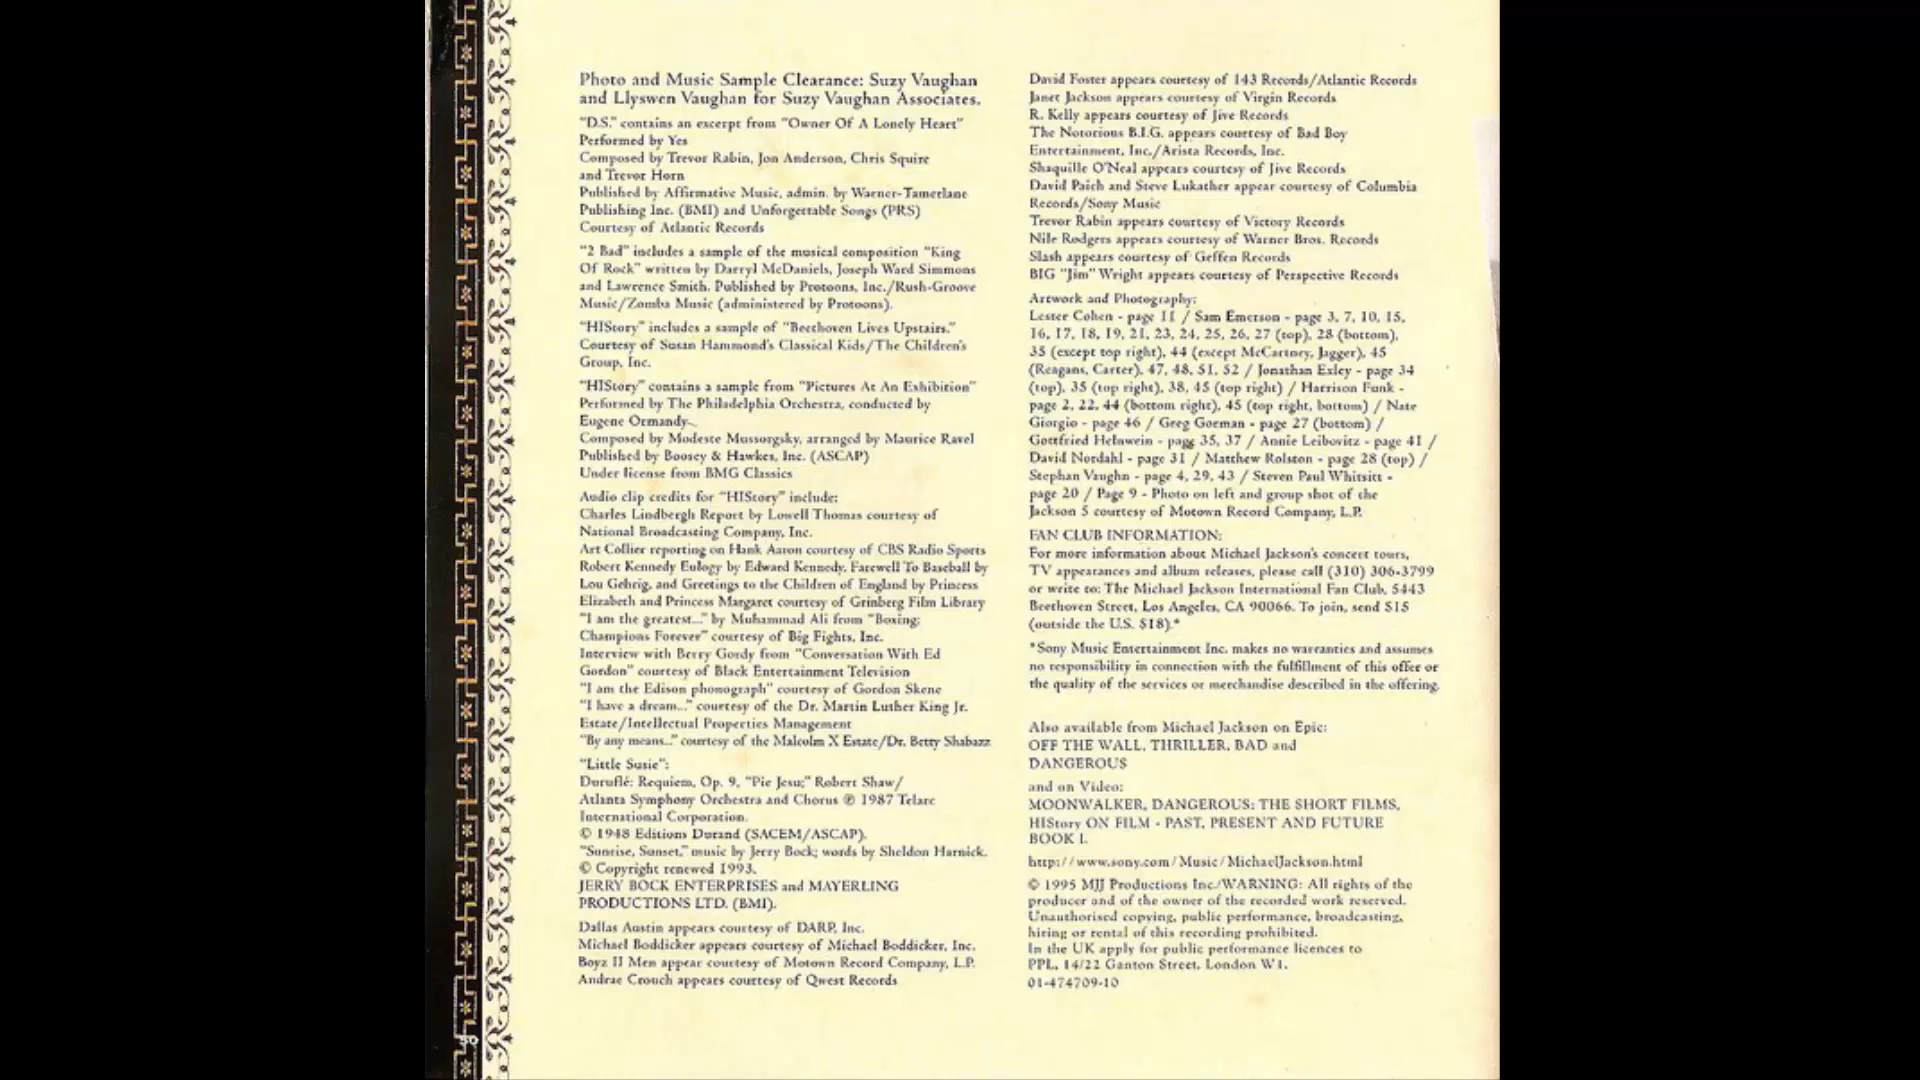 Photo and Music Sample Clearance: Suzy Vaughan
and Llyswen Vaughan for Suzy Vaughan Associates.
"D.S." contains an excerpt from "Owner Of A Lonely Heart"
Performed by Yes
Composed by Trevor Rabin, Jon Anderson, Chris Squire
and Trevor Horn
Published by Affirmative Music, admin. by Warner-Tamerlane
Publishing Inc. (BMI) and Unforgettable Songs (PRS)
Courtesy of Atlantic Records
"2 Bad" includes a sample of the musical composition "King
Of Rock" written by Darryl McDaniels, Joseph Ward Simmons
and Lawrence Smith. Published by Protoons, Inc./Rush-Groove
Music/Zomba Music (administered by Protoons).
"HIStory" includes a sample of "Beethoven Lives Upstairs."
Courtesy of Susan Hammond's Classical Kids/The Children's
Group, Inc.
"HIStory" contains a sample from "Pictures At An Exhibition"
Performed by The Philadelphia Orchestra, conducted by
Eugene Ormandy.
Composed by Modeste Mussorgsky, arranged by Maurice Ravel
Published by Boosey & Hawkes, Inc. (ASCAP)
Under license from BMG Classics
Audio clip credits for "HIStory" include:
Charles Lindbergh Report by Lowell Thomas courtesy of
National Broadcasting Company, Inc.
Art Collier reporting on Hank Aaron courtesy of CBS Radio Sports
Robert Kennedy Eulogy by Edward Kennedy, Farewell To Baseball by
Lou Gehrig, and Greetings to the Children of England by Princess
Elizabeth and Princess Margaret courtesy of Grinberg Film Library
"I am the greatest..." by Muhammad Ali from "Boxing:
Champions Forever" courtesy of Big Fights, Inc.
Interview with Berry Gordy from "Conversation With Ed
Gordon" courtesy of Black Entertainment Television
"I am the Edison phonograph" courtesy of Gordon Skene
"I have a dream..." courtesy of the Dr. Martin Luther King Jr.
Estate/Intellectual Properties Management
"By any means..." courtesy of the Malcolm X Estate/Dr. Betty Shabazz
"Little Susie":
Duruflé: Requiem, Op. 9, "Pie Jesu;" Robert Shaw/
Atlanta Symphony Orchestra and Chorus ℗ 1987 Telarc
International Corporation.
© 1948 Editions Durand (SACEM/ASCAP).
"Sunrise, Sunset," music by Jerry Bock; words by Sheldon Harnick.
© Copyright renewed 1993.
JERRY BOCK ENTERPRISES and MAYERLING
PRODUCTIONS LTD. (BMI).
Dallas Austin appears courtesy of DARP, Inc.
Michael Boddicker appears courtesy of Michael Boddicker, Inc.
Boyz II Men appear courtesy of Motown Record Company, L.P.
Andrae Crouch appears courtesy of Qwest Records
50
David Foster appears courtesy of 143 Records/Atlantic Records
Janet Jackson appears courtesy of Virgin Records
R. Kelly appears courtesy of Jive Records
The Notorious B.I.G. appears courtesy of Bad Boy
Entertainment, Inc./Arista Records, Inc.
Shaquille O'Neal appears courtesy of Jive Records
David Paich and Steve Lukather appear courtesy of Columbia
Records/Sony Music
Trevor Rabin appears courtesy of Victory Records
Nile Rodgers appears courtesy of Warner Bros. Records
Slash appears courtesy of Geffen Records
BIG "Jim" Wright appears courtesy of Perspective Records
Artwork and Photography:
Lester Cohen - page 11 / Sam Emerson - page 3, 7, 10, 15,
16, 17, 18, 19, 21, 23, 24, 25, 26, 27 (top), 28 (bottom),
35 (except top right), 44 (except McCartney, Jagger), 45
(Reagans, Carter), 47, 48, 51, 52 / Jonathan Exley - page 34
(top), 35 (top right), 38, 45 (top right) / Harrison Funk -
page 2, 22, 44 (bottom right), 45 (top right, bottom) / Nate
Giorgio - page 46 / Greg Gorman - page 27 (bottom) /
Gottfried Helnwein - page 35, 37 / Annie Leibovitz - page 41 /
David Nordahl - page 31 / Matthew Rolston - page 28 (top) /
Stephan Vaughn - page 4, 29, 43 / Steven Paul Whitsitt -
page 20 / Page 9 - Photo on left and group shot of the
Jackson 5 courtesy of Motown Record Company, L.P.
FAN CLUB INFORMATION:
For more information about Michael Jackson's concert tours,
TV appearances and album releases, please call (310) 306-3799
or write to: The Michael Jackson International Fan Club, 5443
Beethoven Street, Los Angeles, CA 90066. To join, send $15
(outside the U.S. $18).*
*Sony Music Entertainment Inc. makes no warranties and assumes
no responsibility in connection with the fulfillment of this offer or
the quality of the services or merchandise described in the offering.
Also available from Michael Jackson on Epic:
OFF THE WALL, THRILLER, BAD and
DANGEROUS
and on Video:
MOONWALKER, DANGEROUS: THE SHORT FILMS,
HIStory ON FILM - PAST, PRESENT AND FUTURE
BOOK I.
http://www.sony.com/Music/MichaelJackson.html
© 1995 MJJ Productions Inc./WARNING: All rights of the
producer and of the owner of the recorded work reserved.
Unauthorised copying, public performance, broadcasting,
hiring or rental of this recording prohibited.
In the UK apply for public performance licences to
PPL, 14/22 Ganton Street, London W1.
01-474709-10